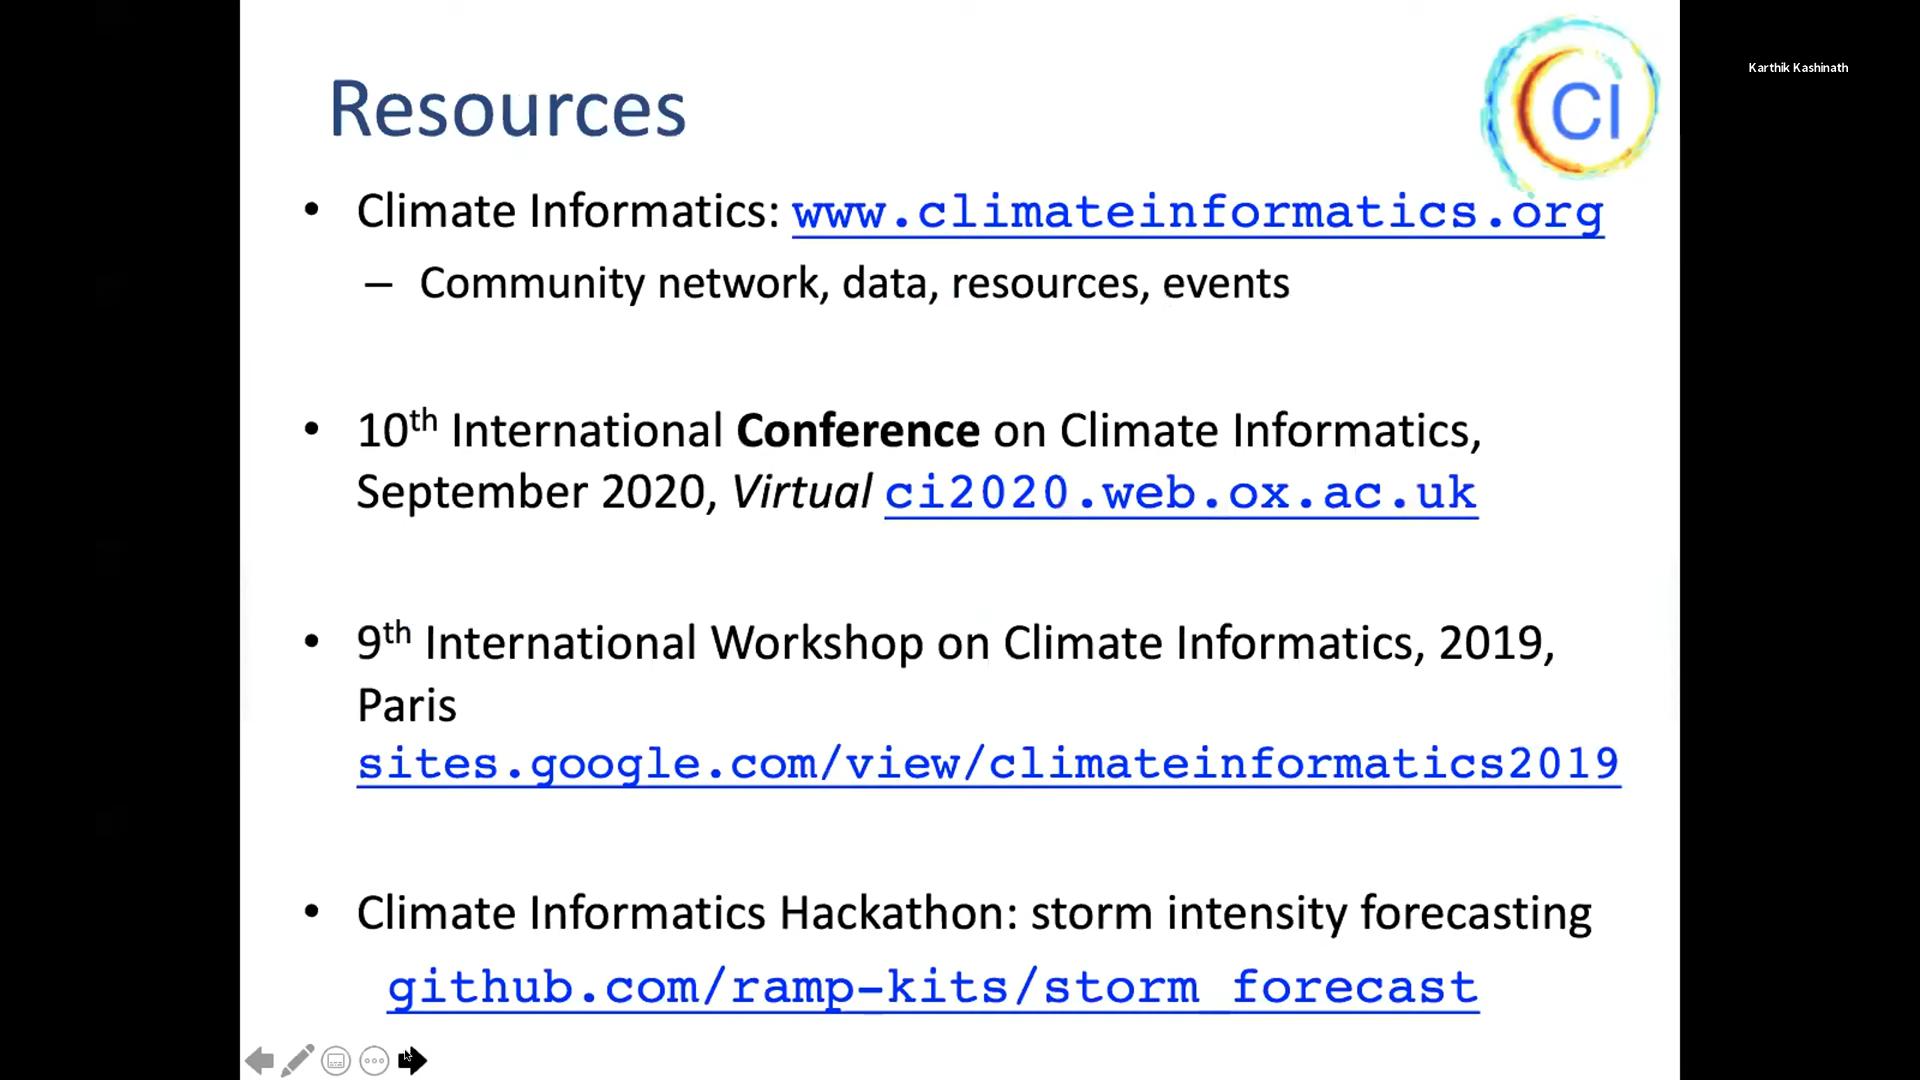 Karthik Kashinath
CI
Resources
• Climate Informatics: www.climateinformatics.org
– Community network, data, resources, events
• 10th International Conference on Climate Informatics,
September 2020, Virtual ci2020.web.ox.ac.uk
• 9th International Workshop on Climate Informatics, 2019,
Paris
sites.google.com/view/climateinformatics2019
• Climate Informatics Hackathon: storm intensity forecasting
github.com/ramp-kits/storm_forecast